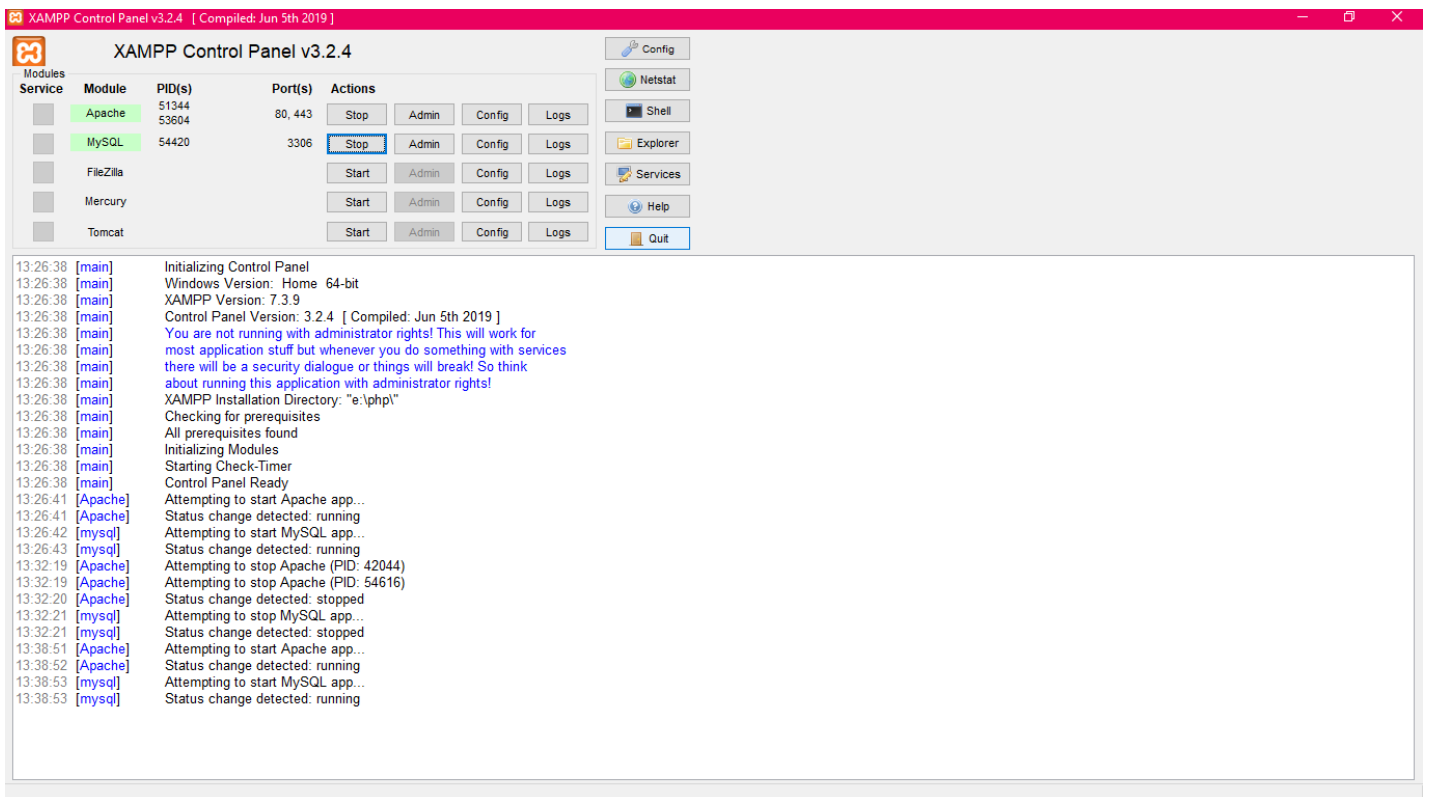 XAMPP Control Panel v3.2.4 [ Compiled: Jun 5th 2019 ]
XAMPP Control Panel v3.2.4
Config
Modules
Netstat
Service Module PID(s) Port(s) Actions
Apache 51344 53604 80, 443 Stop Admin Config Logs
Shell
MySQL 54420 3306 Stop Admin Config Logs
Explorer
FileZilla Start Admin Config Logs
Services
Mercury Start Admin Config Logs
Help
Tomcat Start Admin Config Logs
Quit
13:26:38 [main] Initializing Control Panel
13:26:38 [main] Windows Version: Home 64-bit
13:26:38 [main] XAMPP Version: 7.3.9
13:26:38 [main] Control Panel Version: 3.2.4 [ Compiled: Jun 5th 2019 ]
13:26:38 [main] You are not running with administrator rights! This will work for
13:26:38 [main] most application stuff but whenever you do something with services
13:26:38 [main] there will be a security dialogue or things will break! So think
13:26:38 [main] about running this application with administrator rights!
13:26:38 [main] XAMPP Installation Directory: "e:\php\"
13:26:38 [main] Checking for prerequisites
13:26:38 [main] All prerequisites found
13:26:38 [main] Initializing Modules
13:26:38 [main] Starting Check-Timer
13:26:38 [main] Control Panel Ready
13:26:41 [Apache] Attempting to start Apache app...
13:26:41 [Apache] Status change detected: running
13:26:42 [mysql] Attempting to start MySQL app...
13:26:43 [mysql] Status change detected: running
13:32:19 [Apache] Attempting to stop Apache (PID: 42044)
13:32:19 [Apache] Attempting to stop Apache (PID: 54616)
13:32:20 [Apache] Status change detected: stopped
13:32:21 [mysql] Attempting to stop MySQL app...
13:32:21 [mysql] Status change detected: stopped
13:38:51 [Apache] Attempting to start Apache app...
13:38:52 [Apache] Status change detected: running
13:38:53 [mysql] Attempting to start MySQL app...
13:38:53 [mysql] Status change detected: running